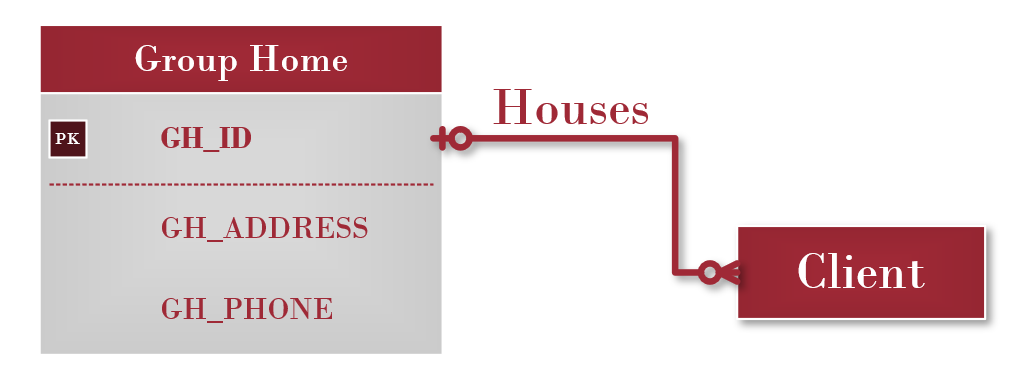 Group Home
Houses
PK GH_ID
GH_ADDRESS
GH_PHONE
Client